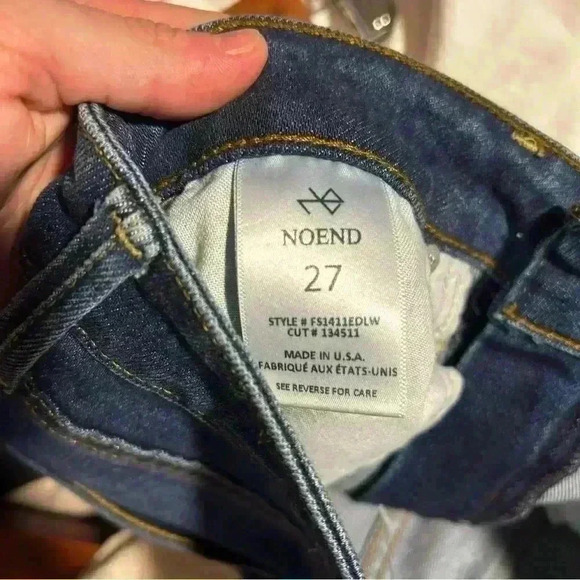 NOEND
27
STYLE # FS1411EDLW
CUT # 134511
MADE IN U.S.A.
FABRIQUÉ AUX ÉTATS-UNIS
SEE REVERSE FOR CARE